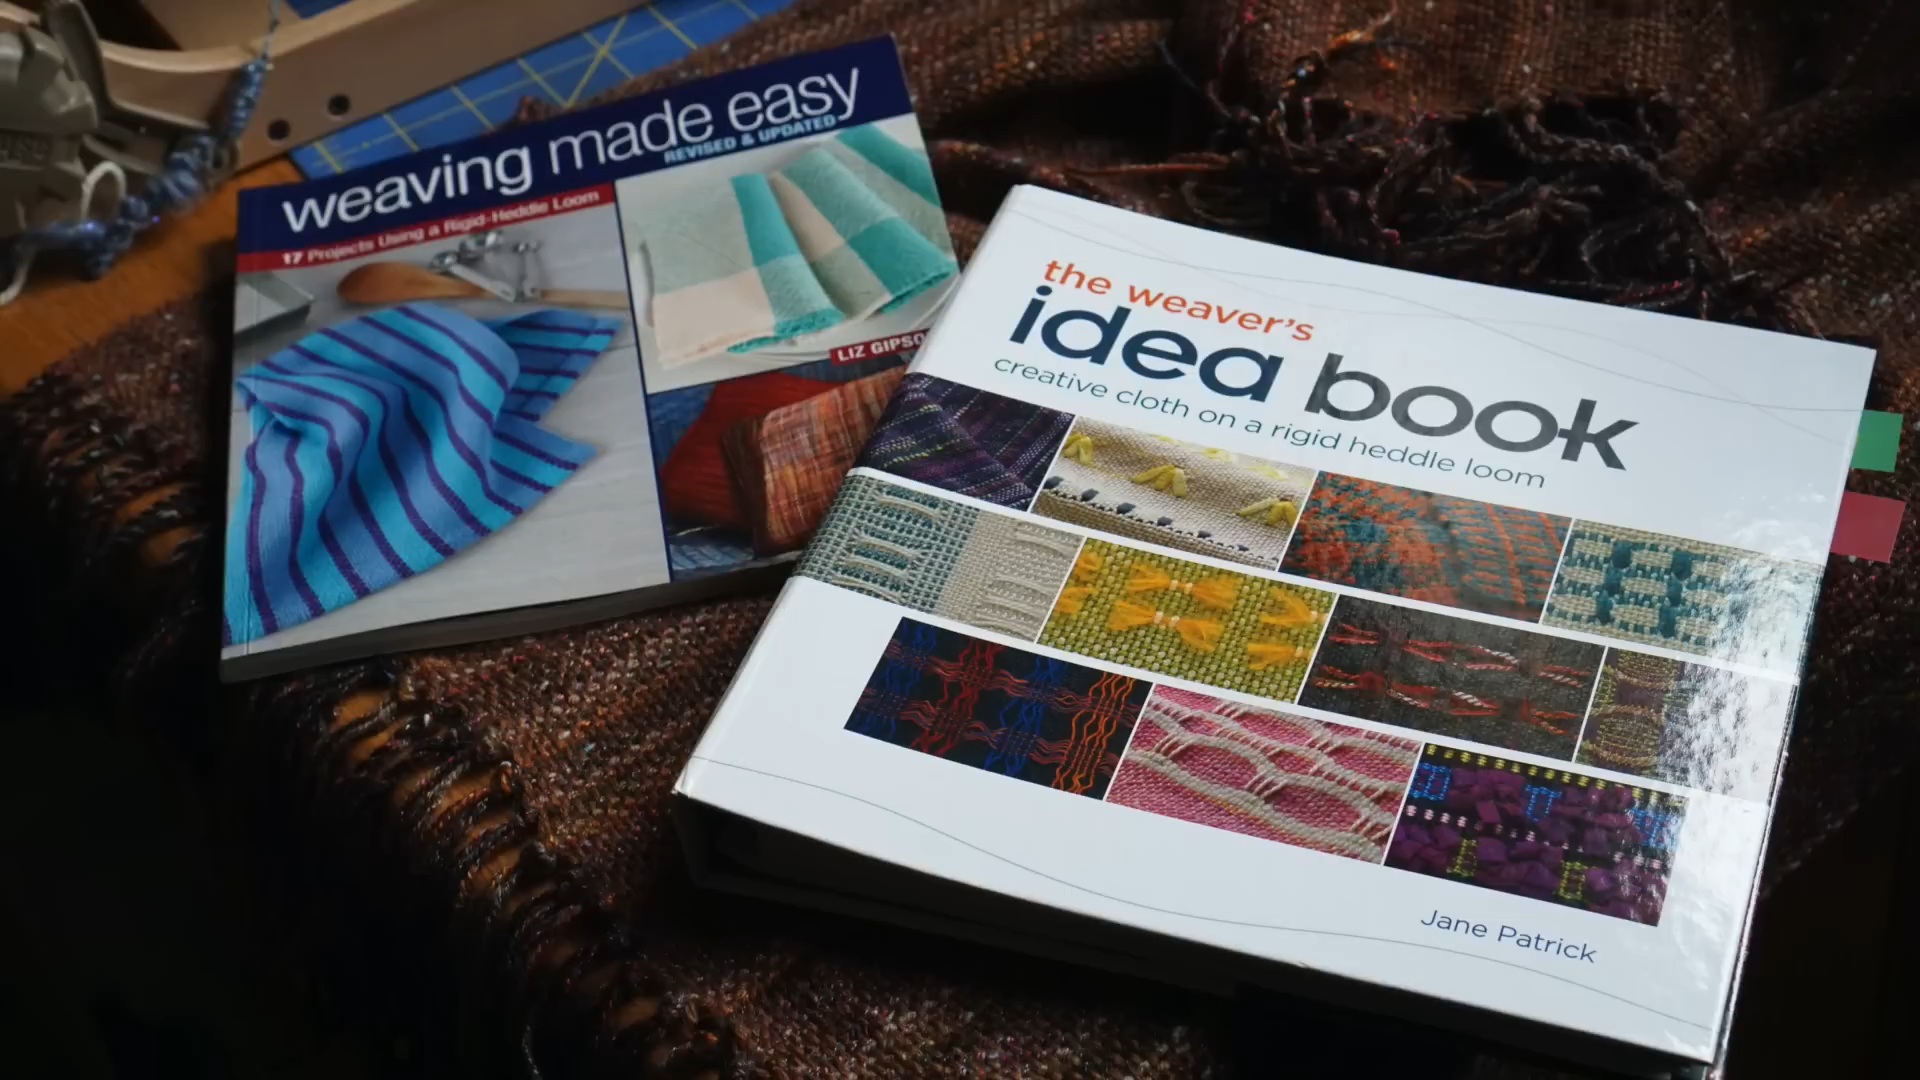 weaving made easy
REVISED & UPDATED
17 Projects Using a Rigid-Heddle Loom
LIZ GIPSO
the weaver's
idea book
creative cloth on a rigid heddle loom
Jane Patrick